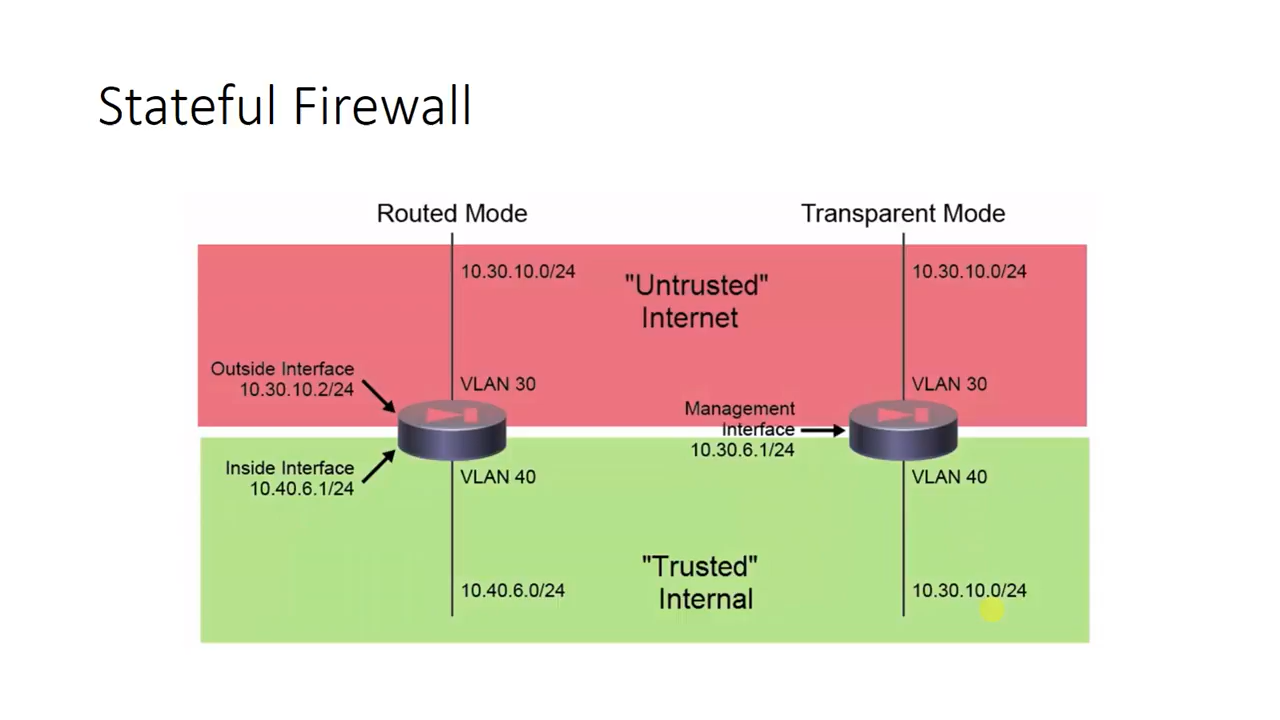 Stateful Firewall
Routed Mode
Transparent Mode
10.30.10.0/24
"Untrusted"
Internet
10.30.10.0/24
Outside Interface
10.30.10.2/24
VLAN 30
VLAN 30
Management
Interface
10.30.6.1/24
Inside Interface
10.40.6.1/24
VLAN 40
VLAN 40
"Trusted"
Internal
10.40.6.0/24
10.30.10.0/24